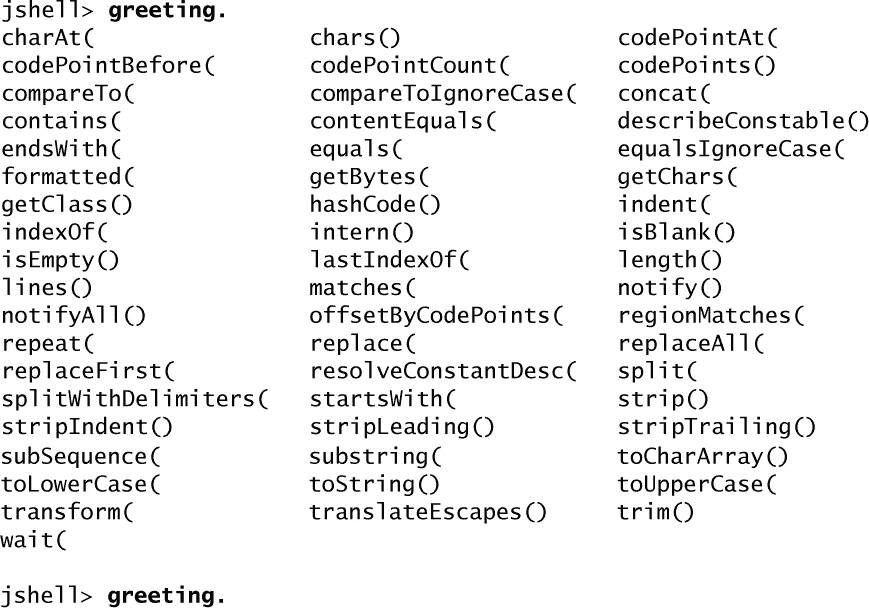 jshell> greeting.
charAt( chars() codePointAt(
codePointBefore( codePointCount( codePoints()
compareTo( compareToIgnoreCase( concat(
contains( contentEquals( describeConstable()
endsWith( equals( equalsIgnoreCase(
formatted( getBytes( getChars(
getClass() hashCode() indent(
indexOf( intern() isBlank()
isEmpty() lastIndexOf( length()
lines() matches( notify()
notifyAll() offsetByCodePoints( regionMatches(
repeat( replace( replaceAll(
replaceFirst( resolveConstantDesc( split(
splitWithDelimiters( startsWith( strip()
stripIndent() stripLeading() stripTrailing()
subSequence( substring( toCharArray()
toLowerCase( toString() toUpperCase(
transform( translateEscapes() trim()
wait(
jshell> greeting.